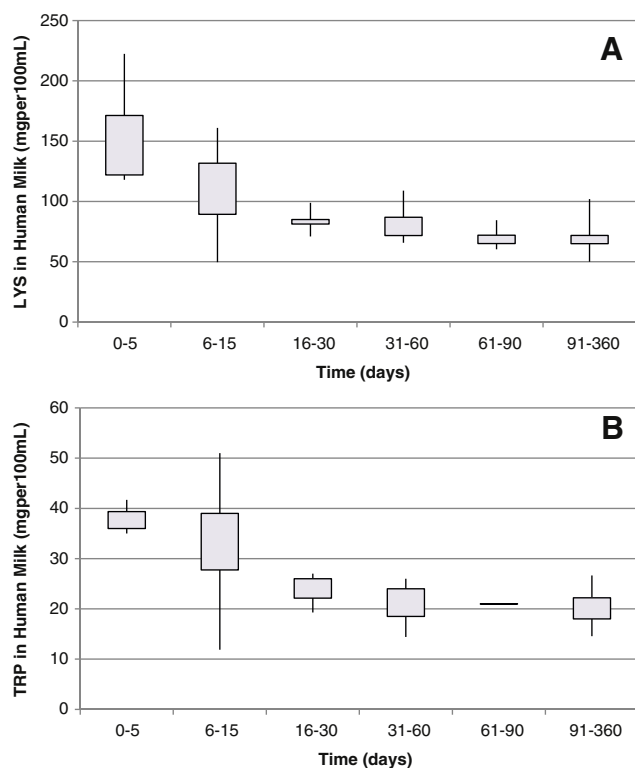 250
A
200
150
100
50
0
LYS in Human Milk (mgper100mL)
0-5 6-15 16-30 31-60 61-90 91-360
Time (days)
60
B
50
40
30
20
10
0
TRP in Human Milk (mgper100mL)
0-5 6-15 16-30 31-60 61-90 91-360
Time (days)